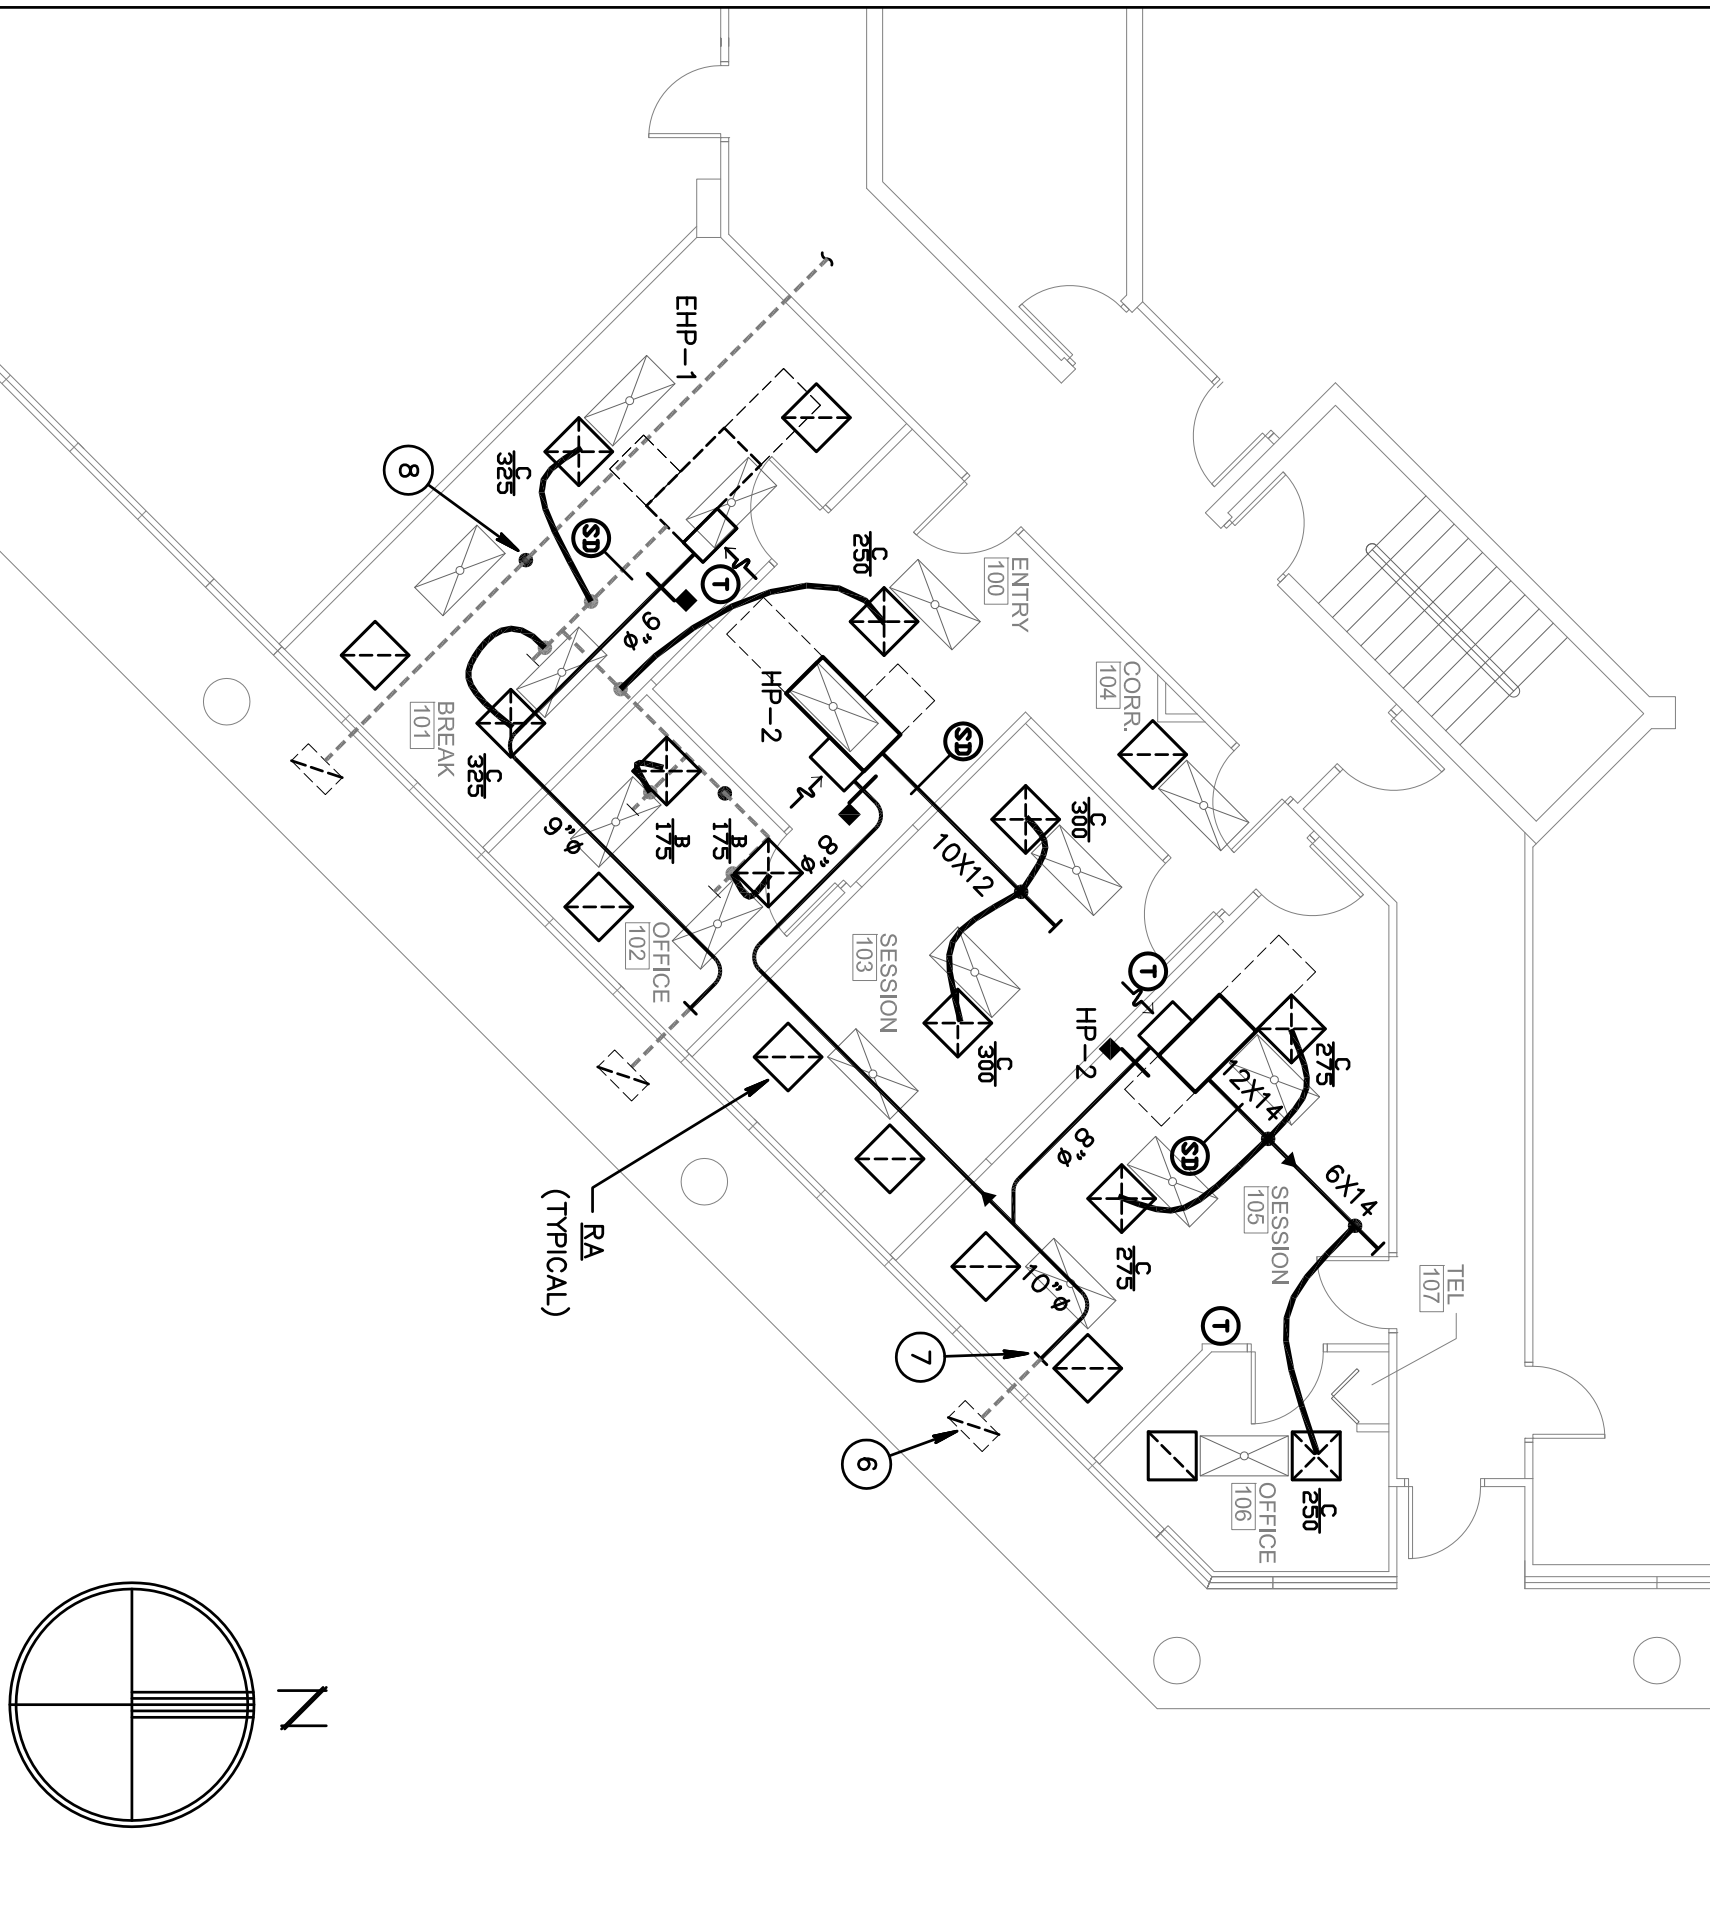 EHP-1
8
C
325
SD
T
9"ø
C
250
ENTRY
100
CORR.
104
HP-2
SD
BREAK
101
C
325
9"ø
B
175
B
175
8"ø
10X12
C
300
OFFICE
102
SESSION
103
C
300
T
HP-2
C
275
12X14
8"ø
SD
6X14
SESSION
105
C
275
TEL
107
RA
(TYPICAL)
10"ø
T
7
6
OFFICE
106
C
250
N